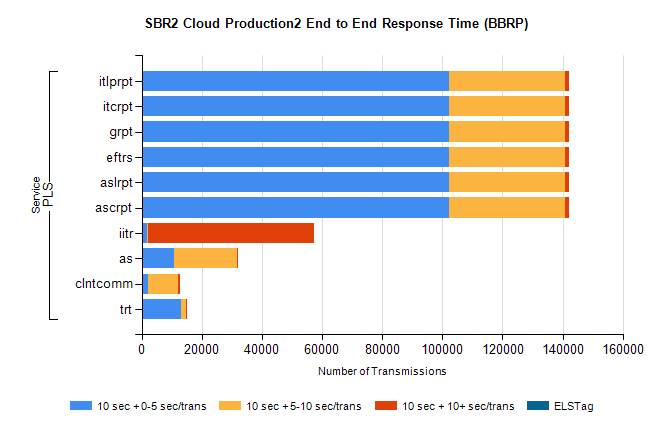 SBR2 Cloud Production2 End to End Response Time (BBRP)
itlprpt
itcrpt
grpt
eftrs
aslrpt
ascrpt
iitr
as
clntcomm
trt
Service
PLS
0 20000 40000 60000 80000 100000 120000 140000 160000
Number of Transmissions
10 sec +0-5 sec/trans 10 sec +5-10 sec/trans 10 sec + 10+ sec/trans ELSTag